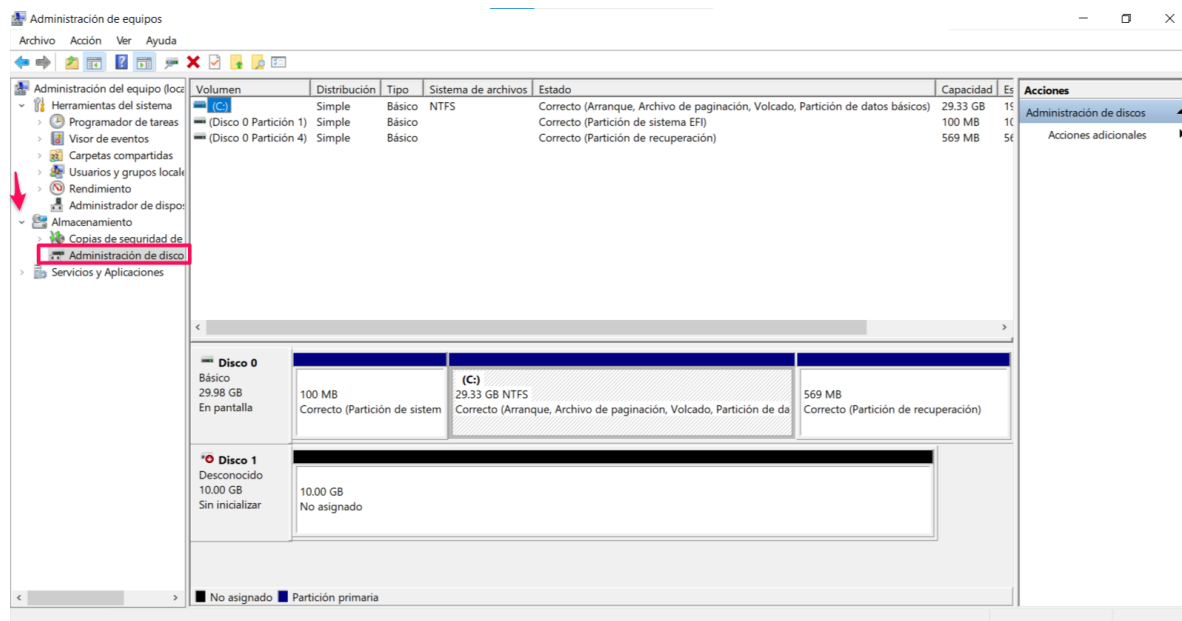 Administración de equipos
Archivo Acción Ver Ayuda
Administración del equipo (loca
Herramientas del sistema
Programador de tareas
Visor de eventos
Carpetas compartidas
Usuarios y grupos locale
Rendimiento
Administrador de dispos
Almacenamiento
Copias de seguridad de
Administración de disco
Servicios y Aplicaciones
Volumen Distribución Tipo Sistema de archivos Estado Capacidad Es
(C:) Simple Básico NTFS Correcto (Arranque, Archivo de paginación, Volcado, Partición de datos básicos) 29.33 GB 19
(Disco 0 Partición 1) Simple Básico Correcto (Partición de sistema EFI) 100 MB 10
(Disco 0 Partición 4) Simple Básico Correcto (Partición de recuperación) 569 MB 56
Disco 0
Básico
29.98 GB
En pantalla
100 MB
Correcto (Partición de sistem
(C:)
29.33 GB NTFS
Correcto (Arranque, Archivo de paginación, Volcado, Partición de da
569 MB
Correcto (Partición de recuperación)
Disco 1
Desconocido
10.00 GB
Sin inicializar
10.00 GB
No asignado
No asignado Partición primaria
Acciones
Administración de discos
Acciones adicionales